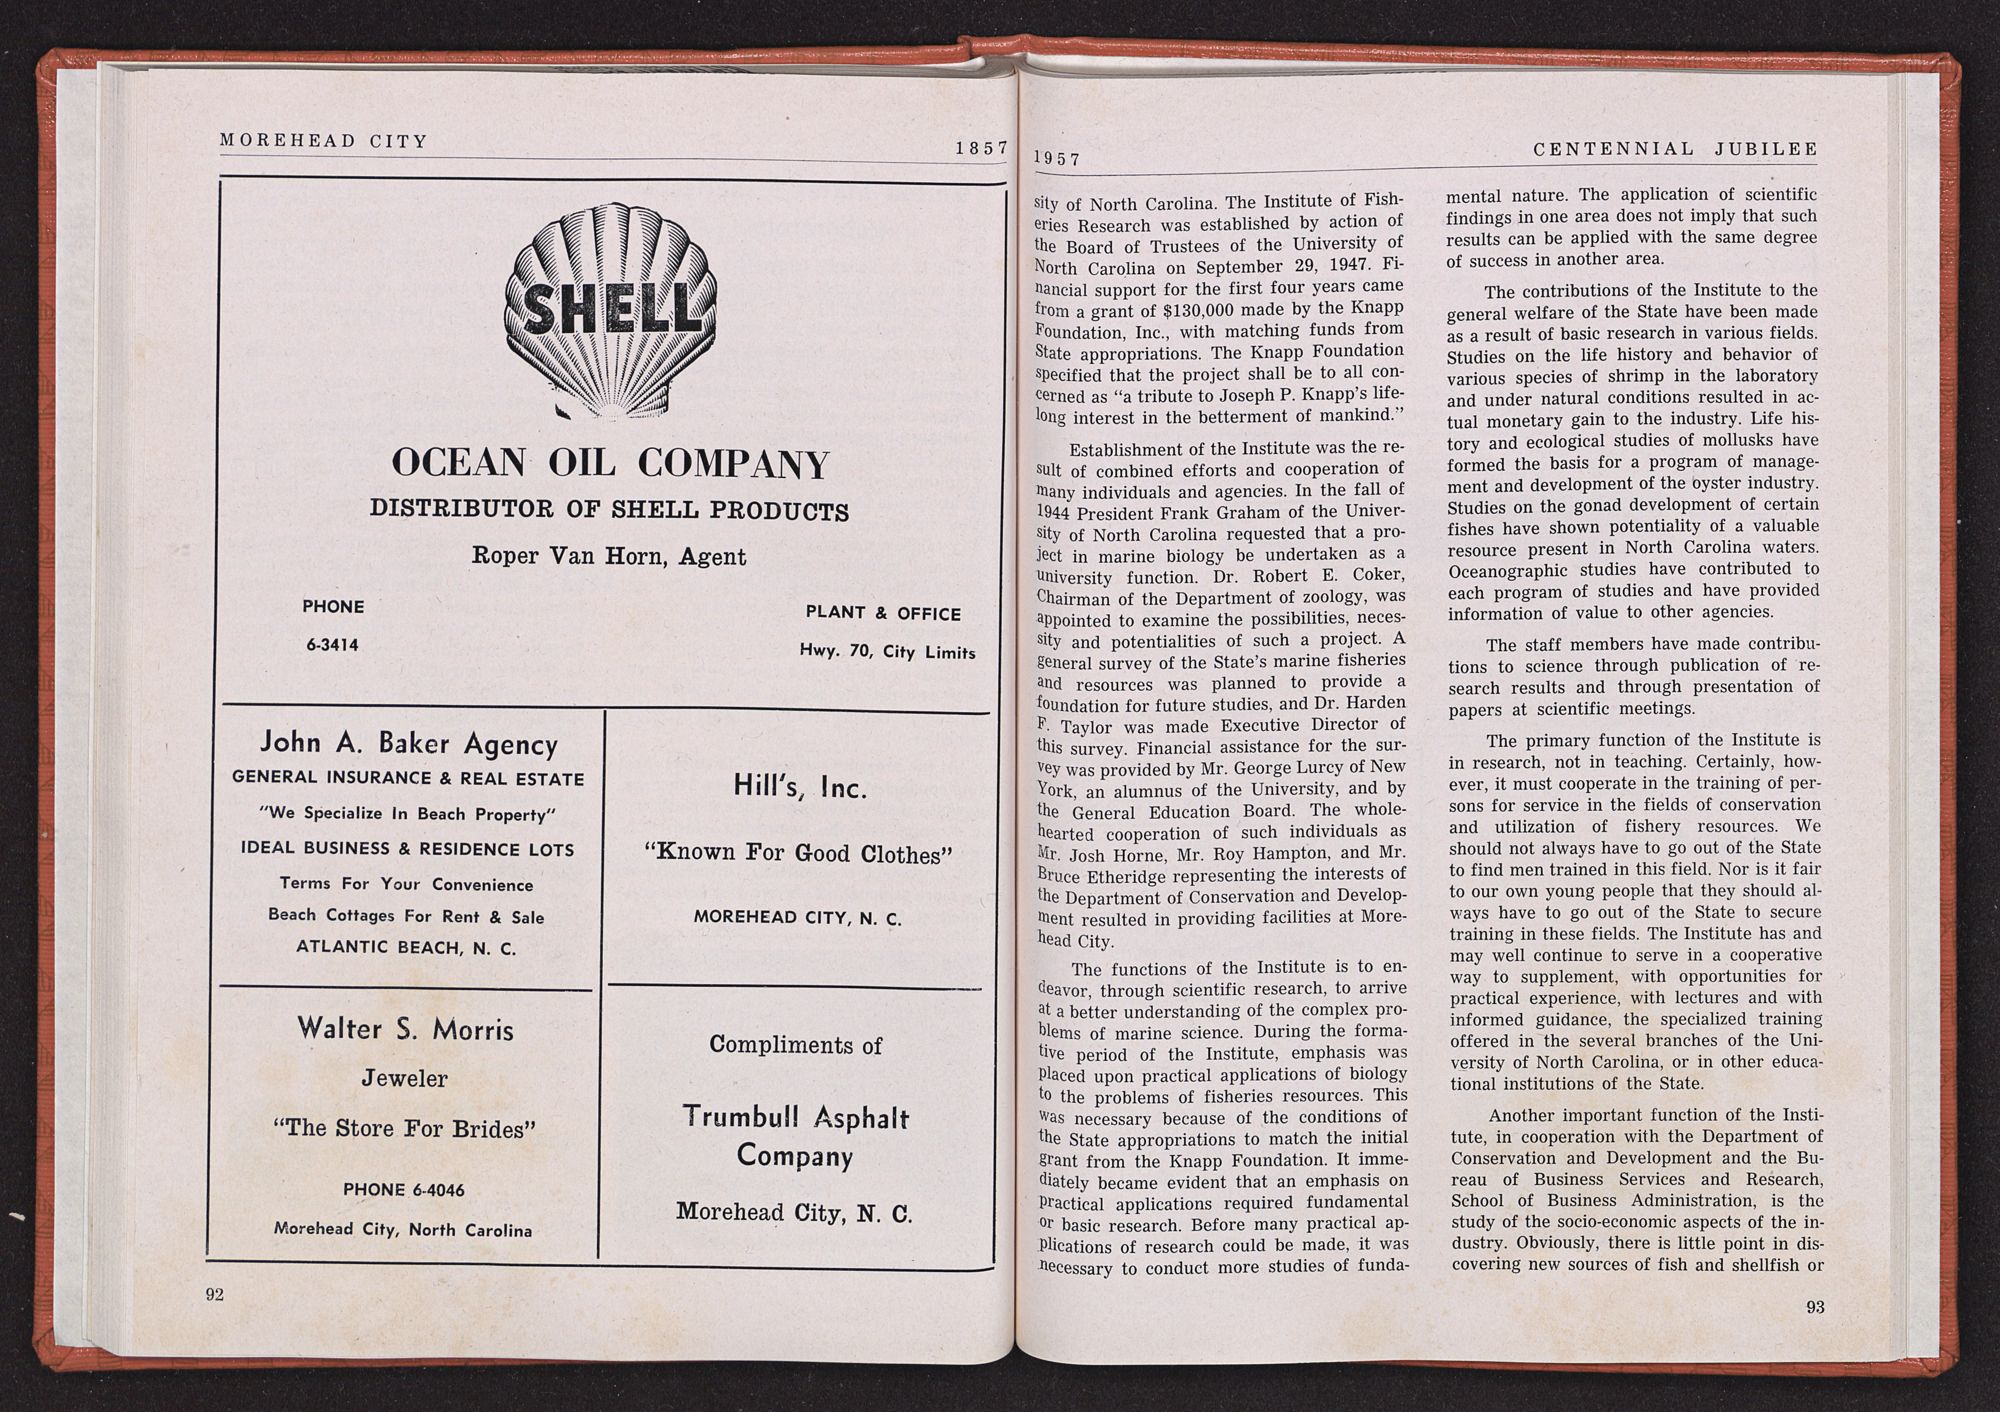 MOREHEAD CITY
1857
SHELL
OCEAN OIL COMPANY
DISTRIBUTOR OF SHELL PRODUCTS
Roper Van Horn, Agent
PHONE
6-3414
PLANT & OFFICE
Hwy. 70, City Limits
John A. Baker Agency
GENERAL INSURANCE & REAL ESTATE
"We Specialize In Beach Property"
IDEAL BUSINESS & RESIDENCE LOTS
Terms For Your Convenience
Beach Cottages For Rent & Sale
ATLANTIC BEACH, N. C.
Hill's, Inc.
"Known For Good Clothes"
MOREHEAD CITY, N. C.
Walter S. Morris
Jeweler
"The Store For Brides"
PHONE 6-4046
Morehead City, North Carolina
Compliments of
Trumbull Asphalt
Company
Morehead City, N. C.
92
1957
CENTENNIAL JUBILEE
sity of North Carolina. The Institute of Fish-
eries Research was established by action of
the Board of Trustees of the University of
North Carolina on September 29, 1947. Fi-
nancial support for the first four years came
from a grant of $130,000 made by the Knapp
Foundation, Inc., with matching funds from
State appropriations. The Knapp Foundation
specified that the project shall be to all con-
cerned as "a tribute to Joseph P. Knapp's life-
long interest in the betterment of mankind."
Establishment of the Institute was the re-
sult of combined efforts and cooperation of
many individuals and agencies. In the fall of
1944 President Frank Graham of the Univer-
sity of North Carolina requested that a pro-
ject in marine biology be undertaken as a
university function. Dr. Robert E. Coker,
Chairman of the Department of zoology, was
appointed to examine the possibilities, neces-
sity and potentialities of such a project. A
general survey of the State's marine fisheries
and resources was planned to provide a
foundation for future studies, and Dr. Harden
F. Taylor was made Executive Director of
this survey. Financial assistance for the sur-
vey was provided by Mr. George Lurcy of New
York, an alumnus of the University, and by
the General Education Board. The whole-
hearted cooperation of such individuals as
Mr. Josh Horne, Mr. Roy Hampton, and Mr.
Bruce Etheridge representing the interests of
the Department of Conservation and Develop-
ment resulted in providing facilities at More-
head City.
The functions of the Institute is to en-
deavor, through scientific research, to arrive
at a better understanding of the complex pro-
blems of marine science. During the forma-
tive period of the Institute, emphasis was
placed upon practical applications of biology
to the problems of fisheries resources. This
was necessary because of the conditions of
the State appropriations to match the initial
grant from the Knapp Foundation. It imme-
diately became evident that an emphasis on
practical applications required fundamental
or basic research. Before many practical ap-
plications of research could be made, it was
necessary to conduct more studies of funda-
mental nature. The application of scientific
findings in one area does not imply that such
results can be applied with the same degree
of success in another area.
The contributions of the Institute to the
general welfare of the State have been made
as a result of basic research in various fields.
Studies on the life history and behavior of
various species of shrimp in the laboratory
and under natural conditions resulted in ac-
tual monetary gain to the industry. Life his-
tory and ecological studies of mollusks have
formed the basis for a program of manage-
ment and development of the oyster industry.
Studies on the gonad development of certain
fishes have shown potentiality of a valuable
resource present in North Carolina waters.
Oceanographic studies have contributed to
each program of studies and have provided
information of value to other agencies.
The staff members have made contribu-
tions to science through publication of re-
search results and through presentation of
papers at scientific meetings.
The primary function of the Institute is
in research, not in teaching. Certainly, how-
ever, it must cooperate in the training of per-
sons for service in the fields of conservation
and utilization of fishery resources. We
should not always have to go out of the State
to find men trained in this field. Nor is it fair
to our own young people that they should al-
ways have to go out of the State to secure
training in these fields. The Institute has and
may well continue to serve in a cooperative
way to supplement, with opportunities for
practical experience, with lectures and with
informed guidance, the specialized training
offered in the several branches of the Uni-
versity of North Carolina, or in other educa-
tional institutions of the State.
Another important function of the Insti-
tute, in cooperation with the Department of
Conservation and Development and the Bu-
reau of Business Services and Research,
School of Business Administration, is the
study of the socio-economic aspects of the in-
dustry. Obviously, there is little point in dis-
covering new sources of fish and shellfish or
93